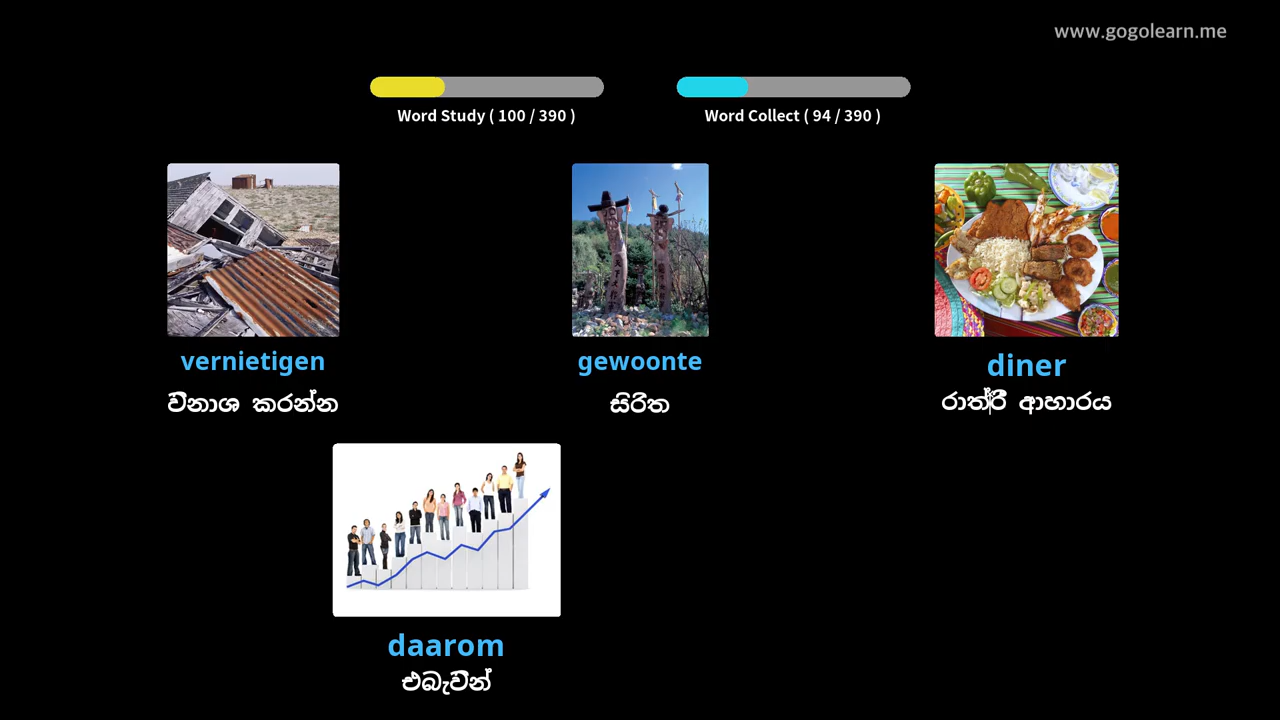 www.gogolearn.me
Word Study ( 100 / 390 )
Word Collect ( 94 / 390 )
vernietigen
gewoonte
diner
විනාශ කරන්න
සිරිත
රාත්‍රී ආහාරය
daarom
එබැවින්